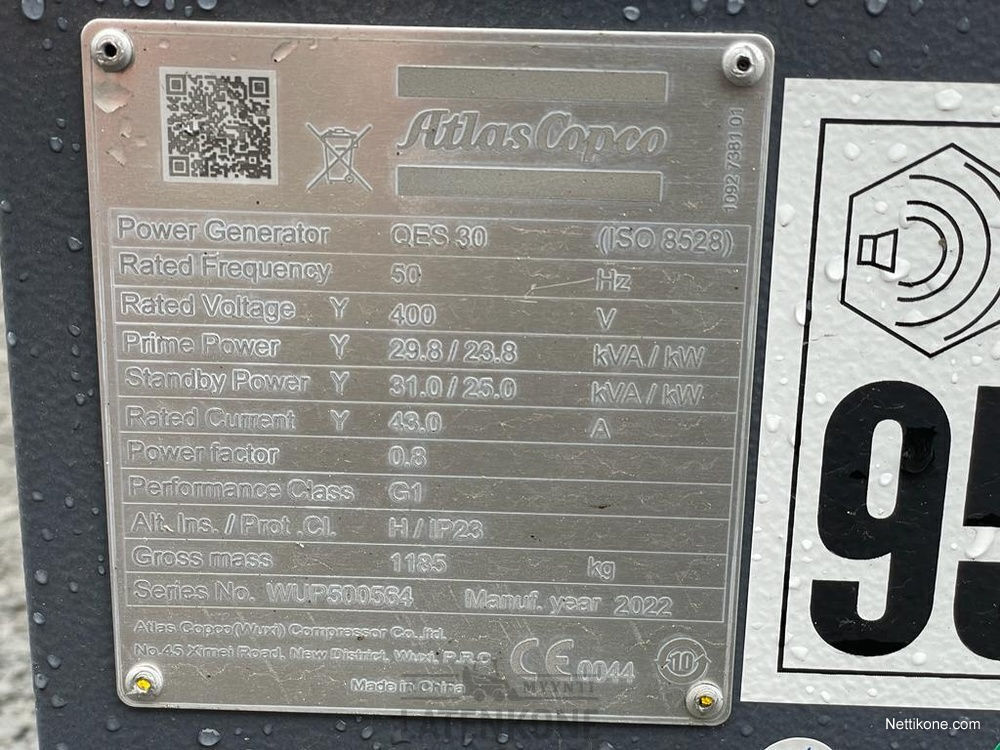 Atlas Copco
1092 7381 01
Power Generator QES 30 (ISO 8528)
Rated Frequency 50 Hz
Rated Voltage Y 400 V
Prime Power Y 29.8 / 23.8 kVA / kW
Standby Power Y 31.0 / 25.0 kVA / kW
Rated Current Y 43.0 A
Power factor 0.8
Performance Class G1
Alt. Ins. / Prot .Cl. H / IP23
Gross mass 1185 kg
Series No. WUP500564 Manuf. year 2022
Atlas Copco(Wuxi) Compressor Co.,ltd.
No.45 Ximei Road, New District, Wuxi, P.R.C
Made in China
CE 0044
10
MYYNTI
LATENKONE
95
Nettikone.com